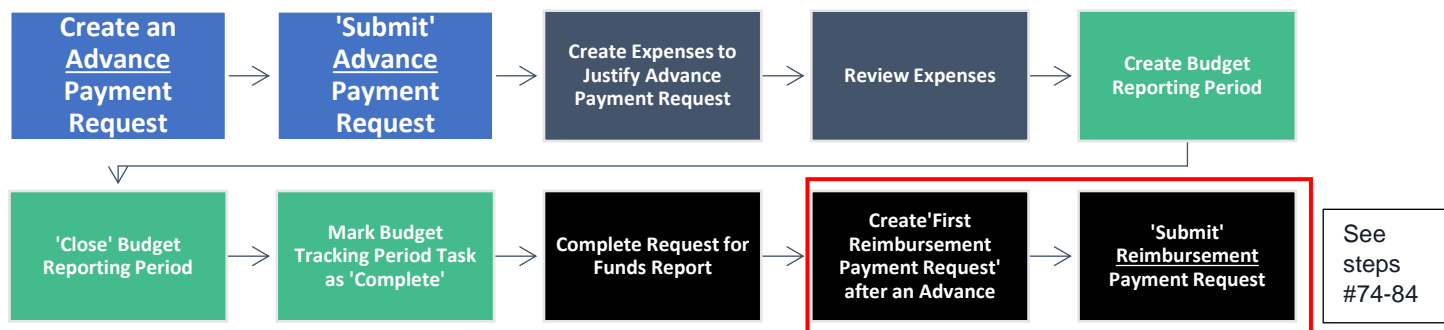 Create an
Advance
Payment
Request
'Submit'
Advance
Payment
Request
Create Expenses to
Justify Advance
Payment Request
Review Expenses
Create Budget
Reporting Period
'Close' Budget
Reporting Period
Mark Budget
Tracking Period Task
as 'Complete'
Complete Request for
Funds Report
Create'First
Reimbursement
Payment Request'
after an Advance
'Submit'
Reimbursement
Payment Request
See
steps
#74-84